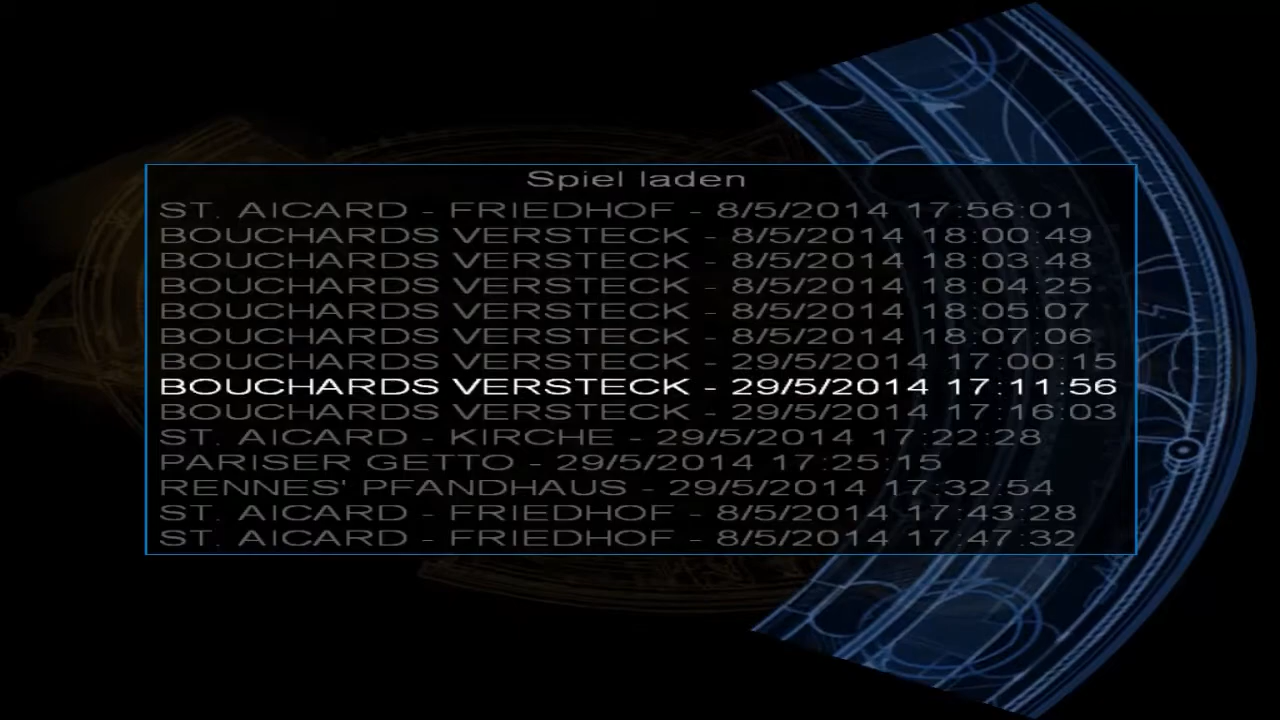 Spiel laden
ST. AICARD - FRIEDHOF - 8/5/2014 17:56:01
BOUCHARDS VERSTECK - 8/5/2014 18:00:49
BOUCHARDS VERSTECK - 8/5/2014 18:03:48
BOUCHARDS VERSTECK - 8/5/2014 18:04:25
BOUCHARDS VERSTECK - 8/5/2014 18:05:07
BOUCHARDS VERSTECK - 8/5/2014 18:07:06
BOUCHARDS VERSTECK - 29/5/2014 17:00:15
BOUCHARDS VERSTECK - 29/5/2014 17:11:56
BOUCHARDS VERSTECK - 29/5/2014 17:16:03
ST. AICARD - KIRCHE - 29/5/2014 17:22:28
PARISER GETTO - 29/5/2014 17:25:15
RENNES' PFANDHAUS - 29/5/2014 17:32:54
ST. AICARD - FRIEDHOF - 8/5/2014 17:43:28
ST. AICARD - FRIEDHOF - 8/5/2014 17:47:32